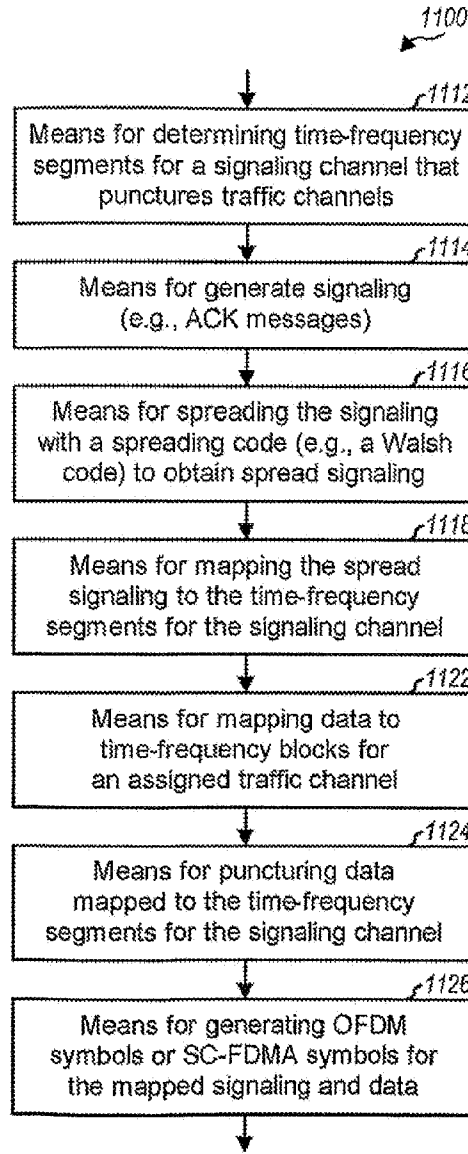 1100
1112
Means for determining time-frequency
segments for a signaling channel that
punctures traffic channels
1114
Means for generate signaling
(e.g., ACK messages)
1116
Means for spreading the signaling
with a spreading code (e.g., a Walsh
code) to obtain spread signaling
1118
Means for mapping the spread
signaling to the time-frequency
segments for the signaling channel
1122
Means for mapping data to
time-frequency blocks for
an assigned traffic channel
1124
Means for puncturing data
mapped to the time-frequency
segments for the signaling channel
1126
Means for generating OFDM
symbols or SC-FDMA symbols for
the mapped signaling and data